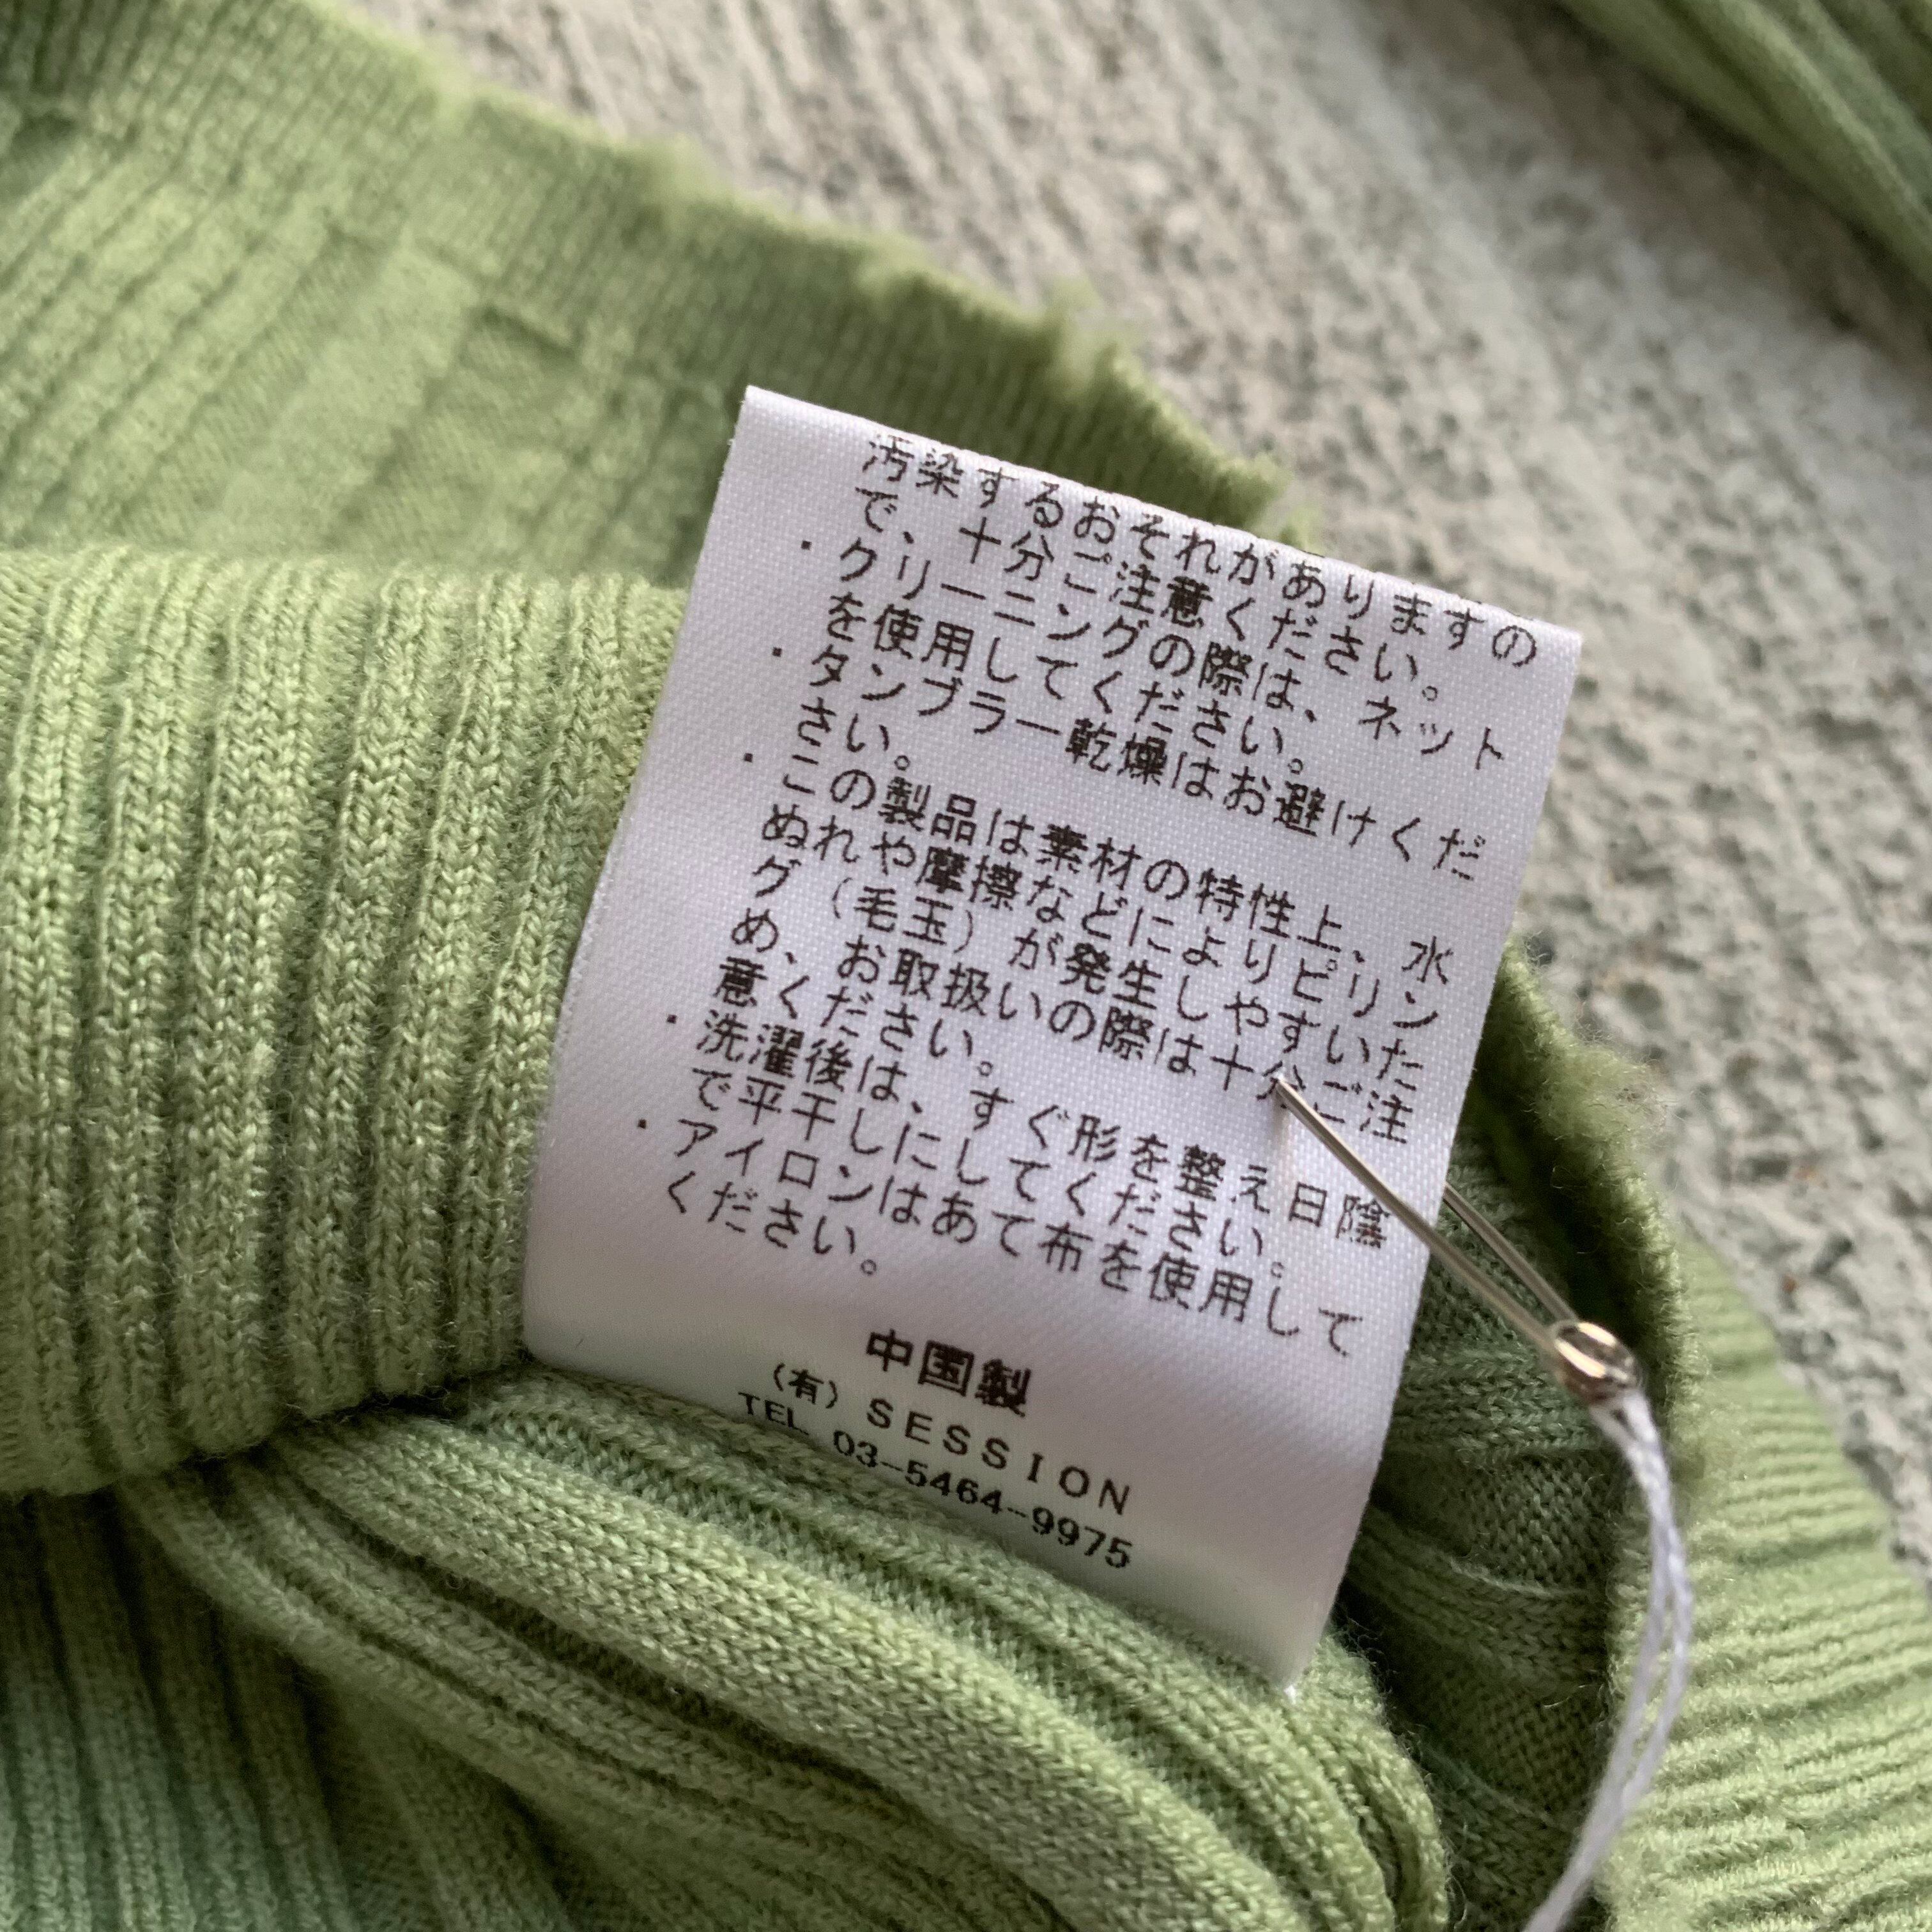 汚染するおそれがありますの
で、十分ご注意ください。
・クリーニングの際は、ネット
を使用してください。
・タンブラー乾燥はお避けくだ
さい。
・この製品は素材の特性上、水
ぬれや摩擦などによりピリン
グ（毛玉）が発生しやすいた
め、お取扱いの際は十分ご注
意ください。
・洗濯後は、すぐ形を整え日陰
で平干しにしてください。
・アイロンはあて布を使用して
ください。
中国製
（有）SESSION
TEL 03-5464-9975